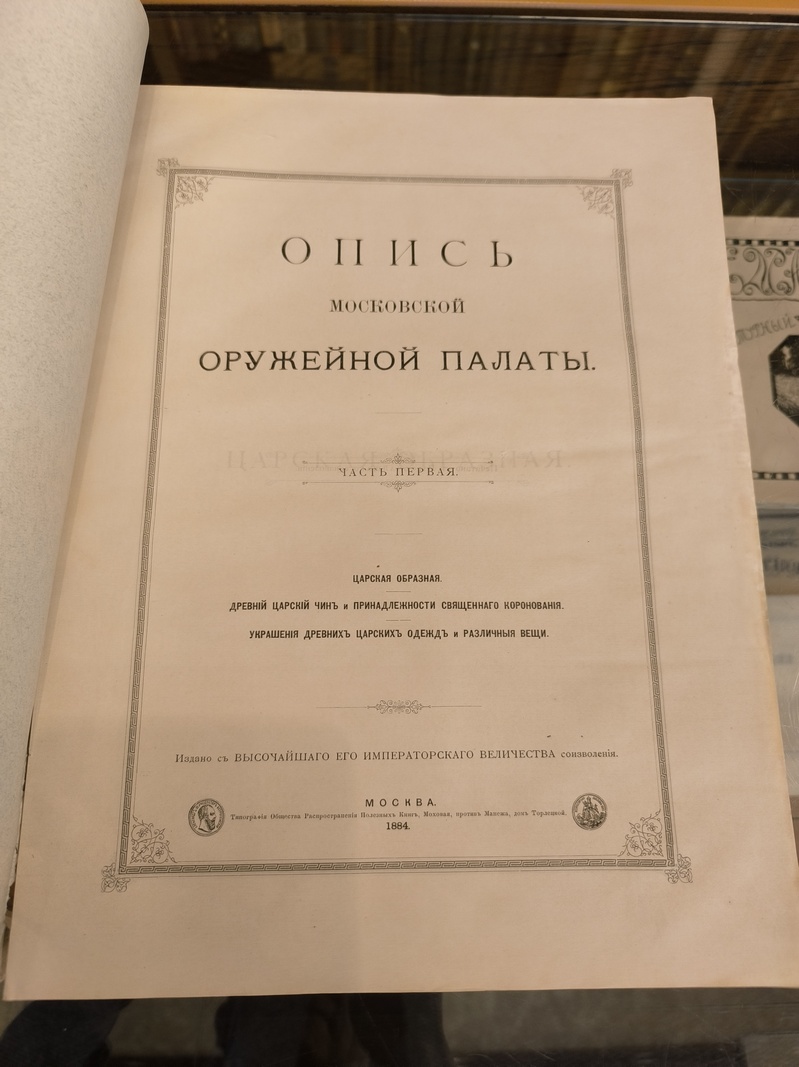 ОПИСЬ
МОСКОВСКОЙ
ОРУЖЕЙНОЙ ПАЛАТЫ.
ЧАСТЬ ПЕРВАЯ.
ЦАРСКАЯ ОБРАЗНАЯ.
ДРЕВНІЙ ЦАРСКІЙ ЧИНЪ и ПРИНАДЛЕЖНОСТИ СВЯЩЕННАГО КОРОНОВАНІЯ.
УКРАШЕНІЯ ДРЕВНИХЪ ЦАРСКИХЪ ОДЕЖДЪ и РАЗЛИЧНЫЯ ВЕЩИ.
Издано съ ВЫСОЧАЙШАГО ЕГО ИМПЕРАТОРСКАГО ВЕЛИЧЕСТВА соизволенія.
МОСКВА.
Типографія Общества Распространенія Полезныхъ Книгъ, Моховая, противъ Манежа, домъ Торлецкой.
1884.